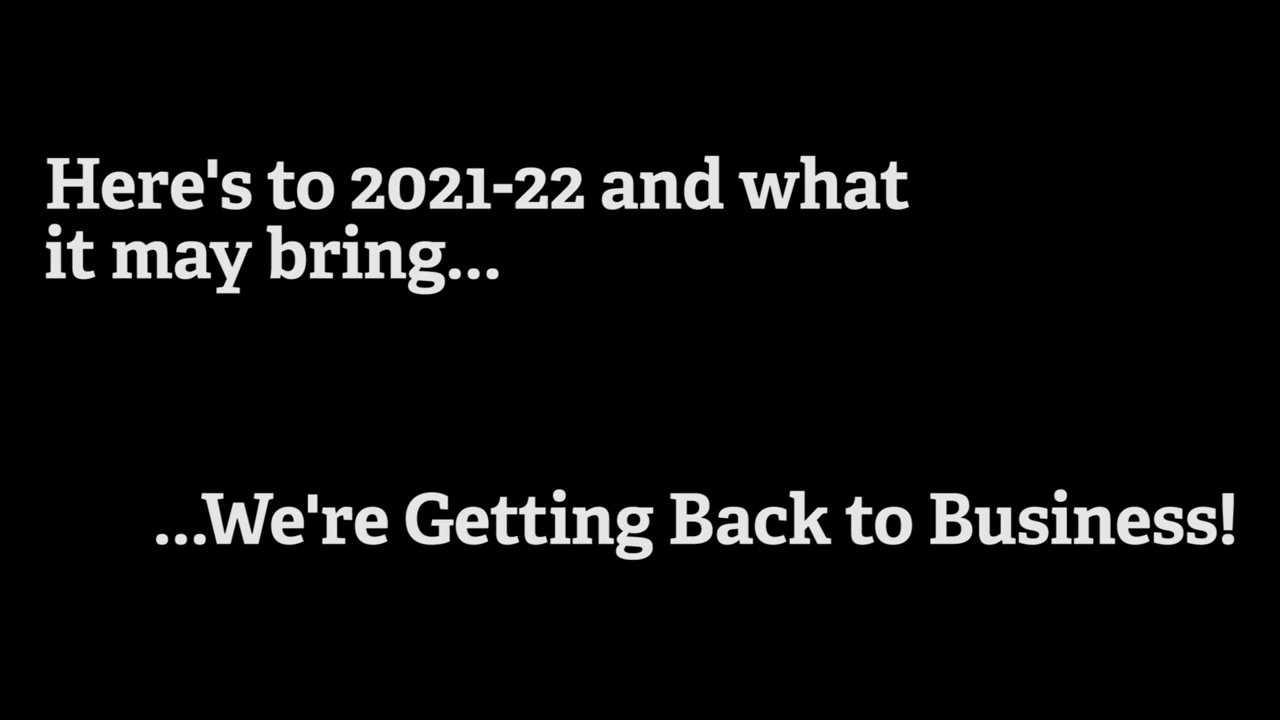 Here's to 2021-22 and what
it may bring...
...We're Getting Back to Business!